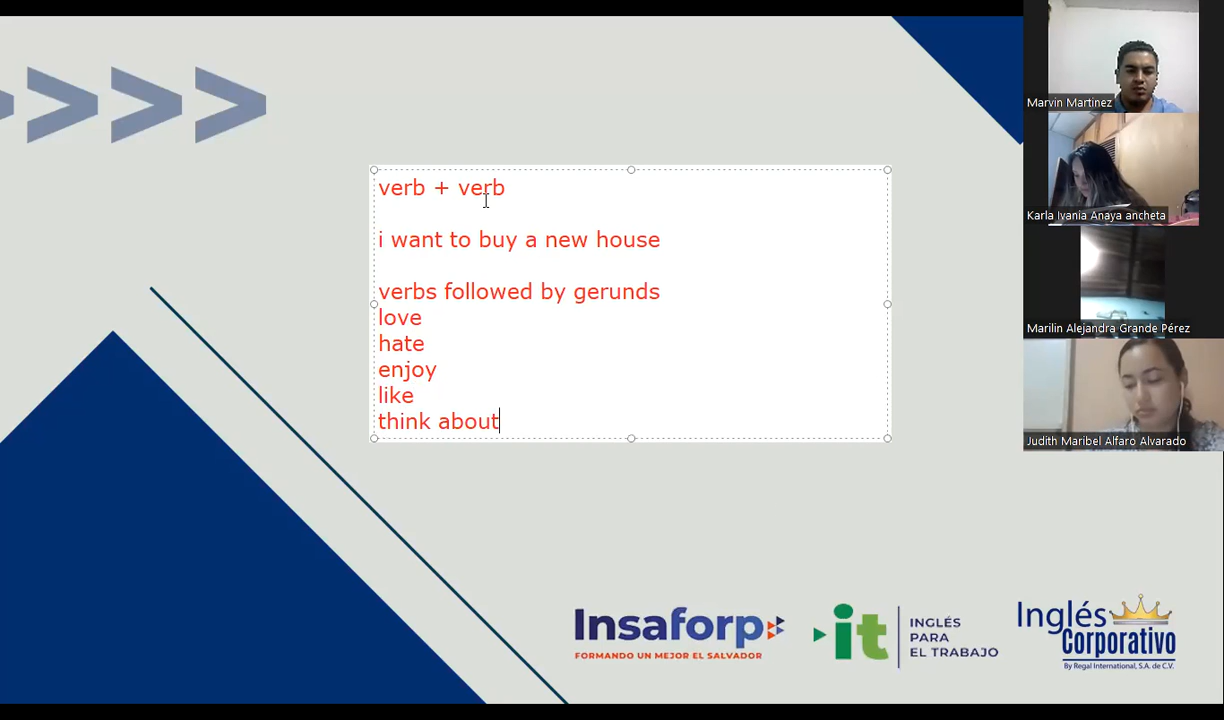 verb + verb
i want to buy a new house
verbs followed by gerunds
love
hate
enjoy
like
think about
Marvin Martinez
Karla Ivania Anaya ancheta
Marilin Alejandra Grande Pérez
Judith Maribel Alfaro Alvarado
Insaforp
FORMANDO UN MEJOR EL SALVADOR
it
INGLÉS
PARA
EL TRABAJO
Inglés
Corporativo
By Regal International, S.A. de C.V.